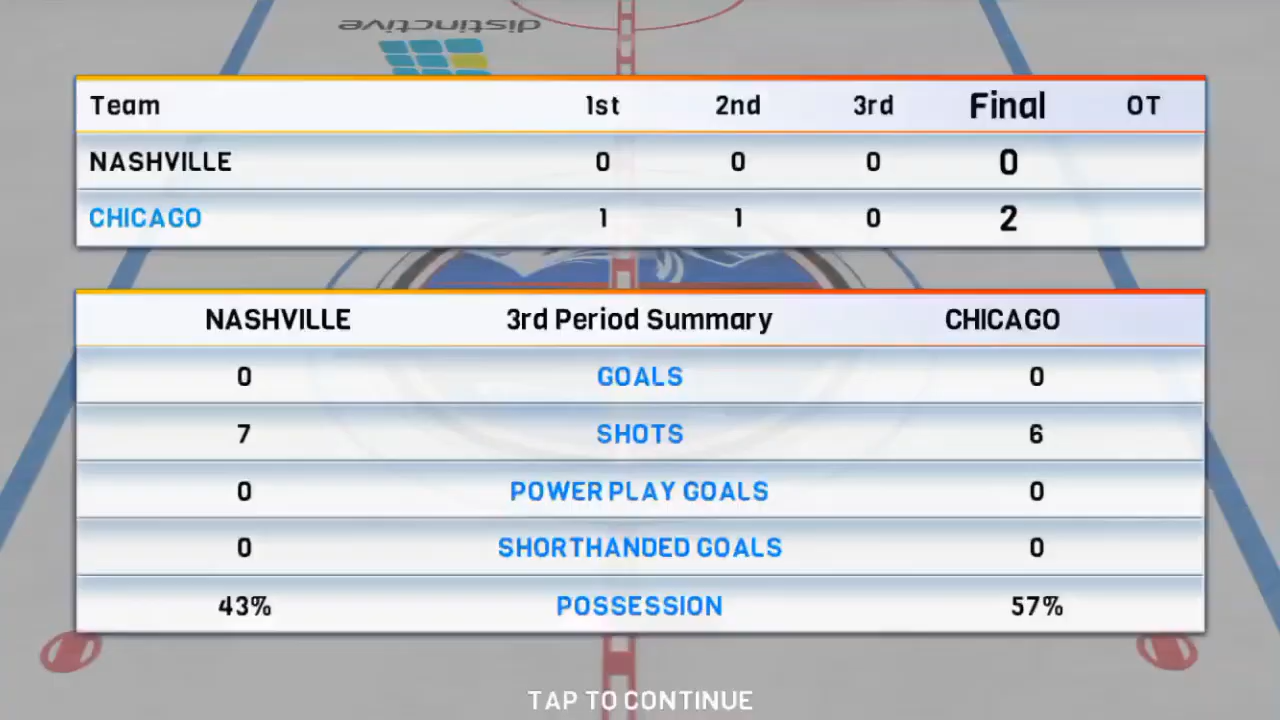 distinctive
Team 1st 2nd 3rd Final OT
NASHVILLE 0 0 0 0
CHICAGO 1 1 0 2
NASHVILLE 3rd Period Summary CHICAGO
0 GOALS 0
7 SHOTS 6
0 POWER PLAY GOALS 0
0 SHORTHANDED GOALS 0
43% POSSESSION 57%
TAP TO CONTINUE